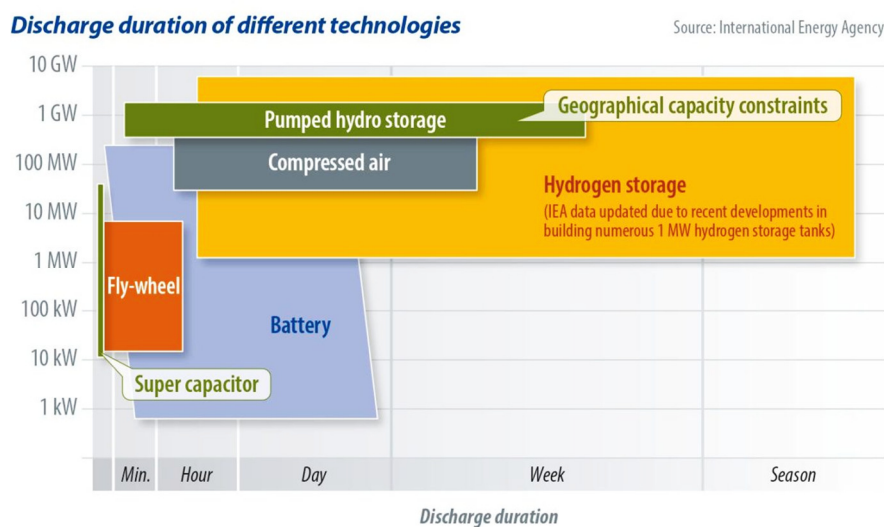 Discharge duration of different technologies
Source: International Energy Agency
10 GW
1 GW
100 MW
10 MW
1 MW
100 kW
10 kW
1 kW
Pumped hydro storage
Geographical capacity constraints
Compressed air
Hydrogen storage
(IEA data updated due to recent developments in
building numerous 1 MW hydrogen storage tanks)
Fly-wheel
Battery
Super capacitor
Min.
Hour
Day
Week
Season
Discharge duration